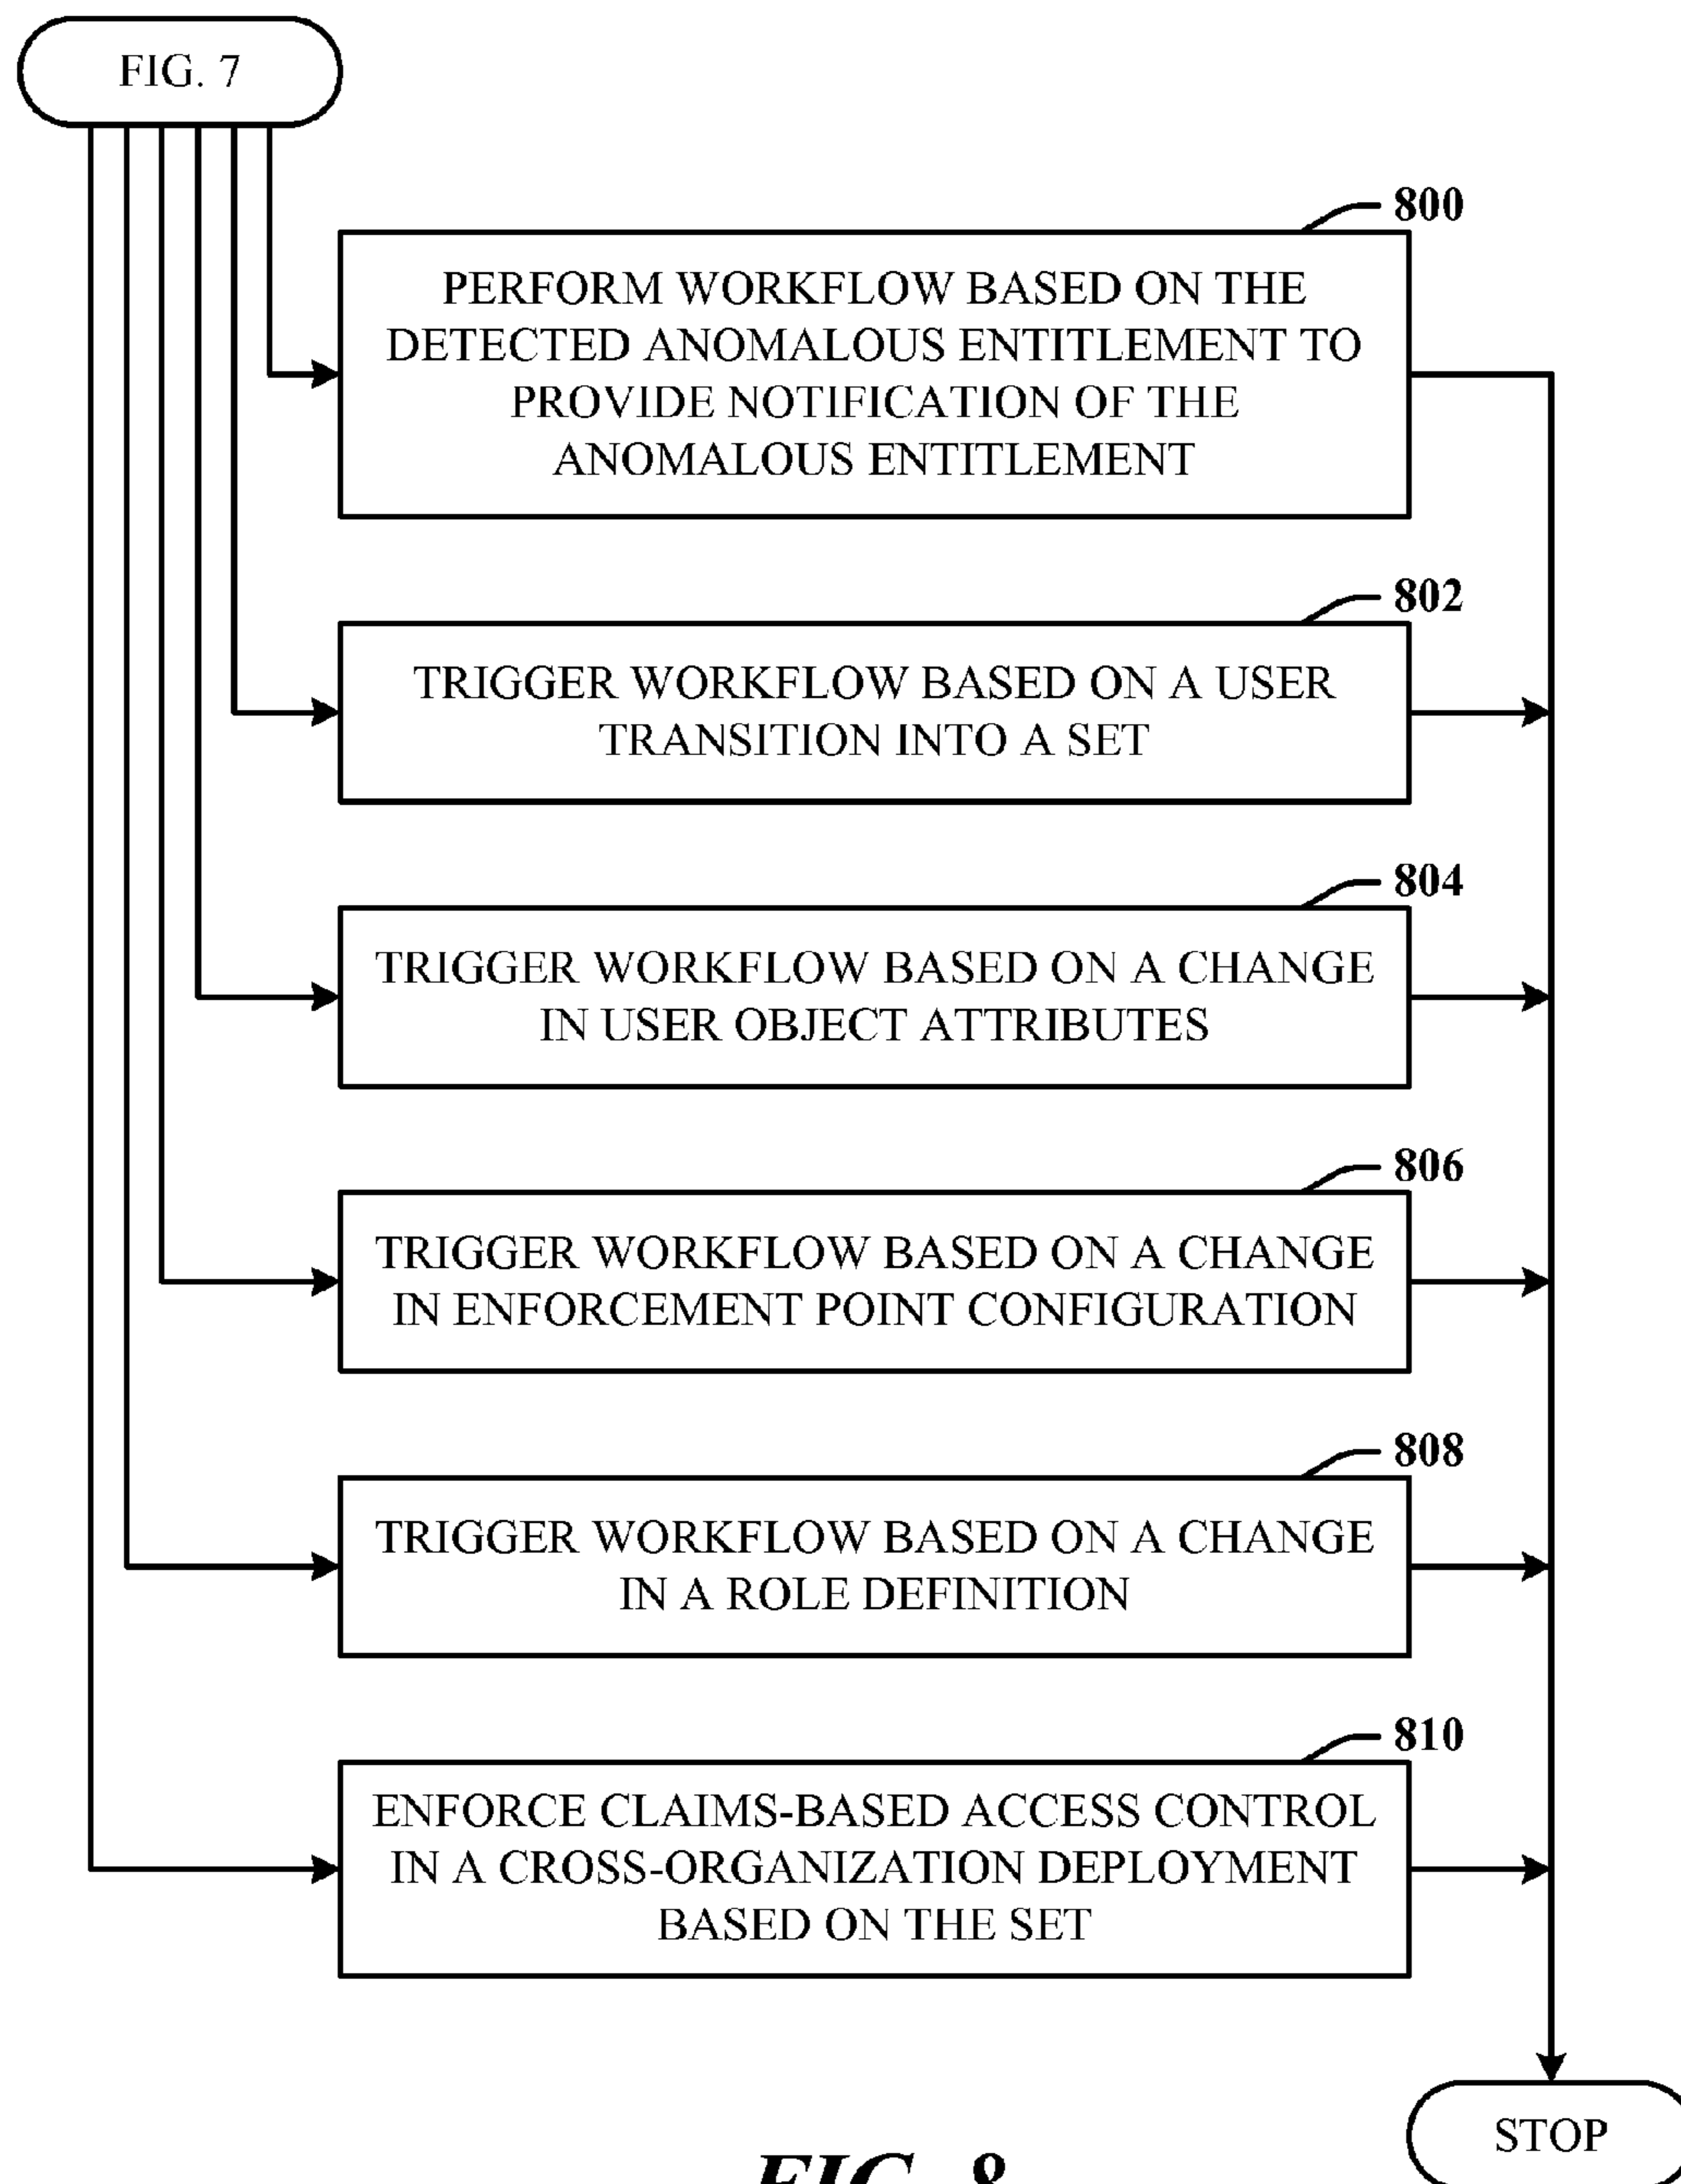 FIG. 7
800
PERFORM WORKFLOW BASED ON THE
DETECTED ANOMALOUS ENTITLEMENT TO
PROVIDE NOTIFICATION OF THE
ANOMALOUS ENTITLEMENT
802
TRIGGER WORKFLOW BASED ON A USER
TRANSITION INTO A SET
804
TRIGGER WORKFLOW BASED ON A CHANGE
IN USER OBJECT ATTRIBUTES
806
TRIGGER WORKFLOW BASED ON A CHANGE
IN ENFORCEMENT POINT CONFIGURATION
808
TRIGGER WORKFLOW BASED ON A CHANGE
IN A ROLE DEFINITION
810
ENFORCE CLAIMS-BASED ACCESS CONTROL
IN A CROSS-ORGANIZATION DEPLOYMENT
BASED ON THE SET
STOP
FIG. 8